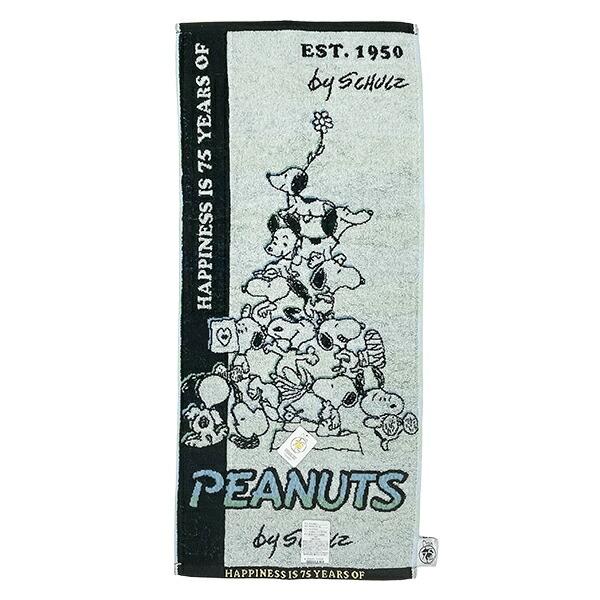 EST. 1950
by SCHULZ
HAPPINESS IS 75 YEARS OF
PEANUTS
by SCHULZ
HAPPINESS IS 75 YEARS OF